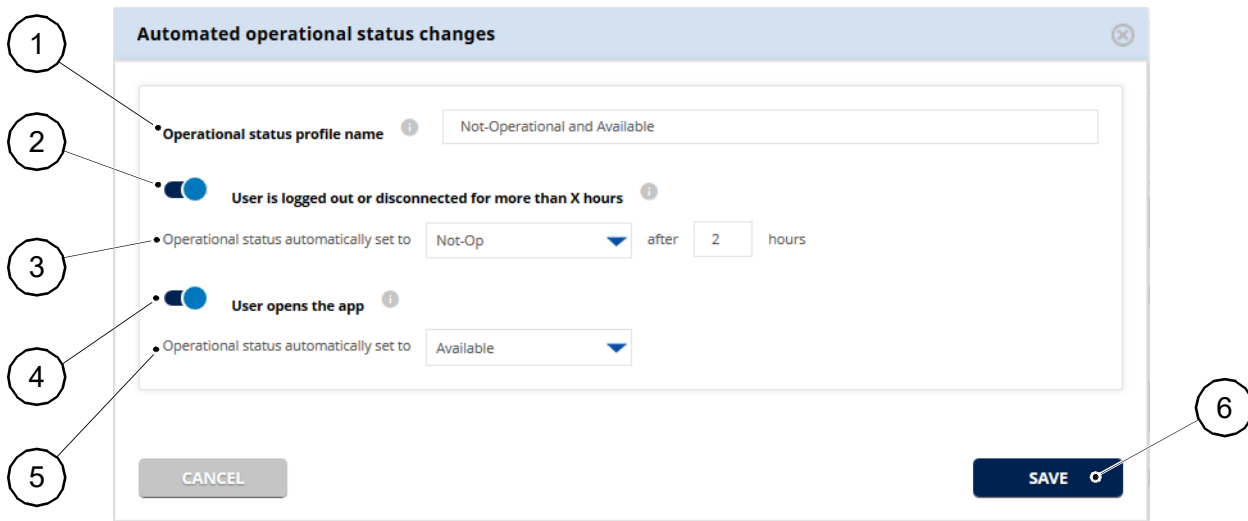 Automated operational status changes
1
Operational status profile name i Not-Operational and Available
2
User is logged out or disconnected for more than X hours i
3
Operational status automatically set to Not-Op after 2 hours
4
User opens the app i
5
Operational status automatically set to Available
6
CANCEL SAVE